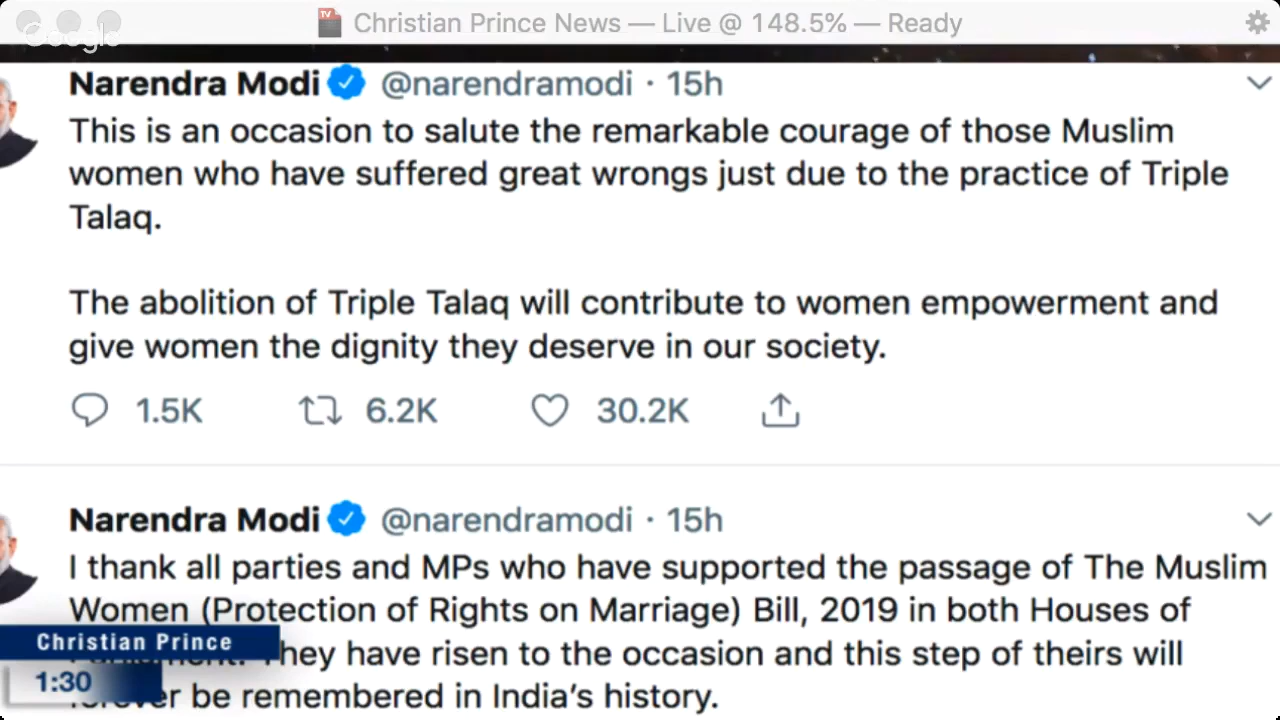 Christian Prince News — Live @ 148.5% — Ready
Google
Narendra Modi @narendramodi · 15h
This is an occasion to salute the remarkable courage of those Muslim
women who have suffered great wrongs just due to the practice of Triple
Talaq.
The abolition of Triple Talaq will contribute to women empowerment and
give women the dignity they deserve in our society.
1.5K 6.2K 30.2K
Narendra Modi @narendramodi · 15h
I thank all parties and MPs who have supported the passage of The Muslim
Women (Protection of Rights on Marriage) Bill, 2019 in both Houses of
They have risen to the occasion and this step of theirs will
be remembered in India's history.
Christian Prince
1:30